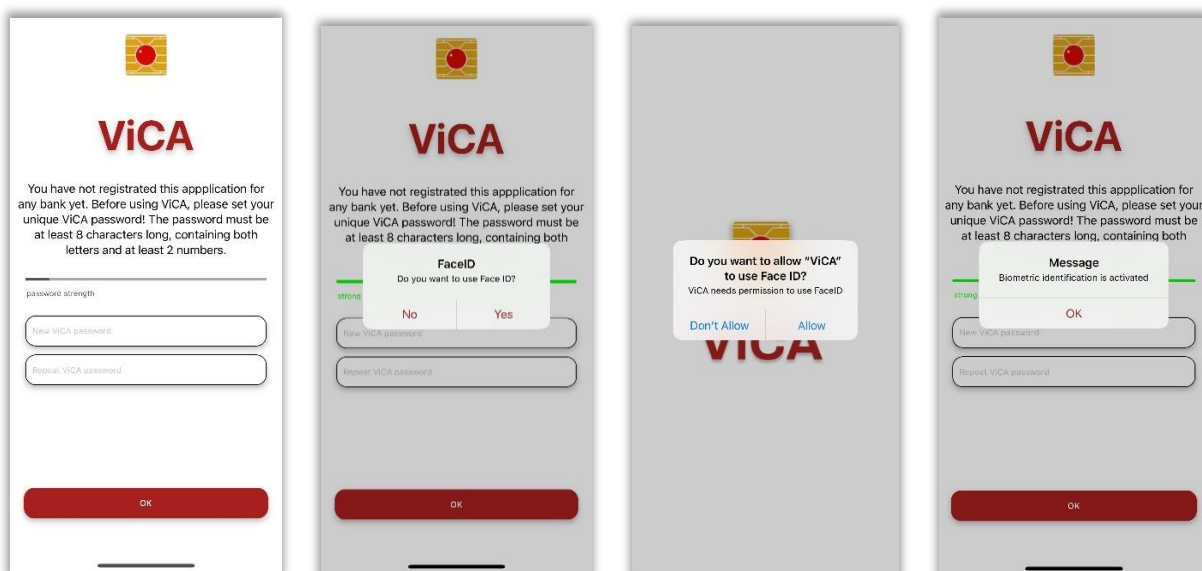 ViCA
You have not registrated this appplication for
any bank yet. Before using ViCA, please set your
unique ViCA password! The password must be
at least 8 characters long, containing both
letters and at least 2 numbers.
password strength
New ViCA password
Repeat ViCA password
OK
ViCA
You have not registrated this appplication for
any bank yet. Before using ViCA, please set your
unique ViCA password! The password must be
at least 8 characters long, containing both
FaceID
Do you want to use Face ID?
No
Yes
strong
New ViCA password
Repeat ViCA password
OK
Do you want to allow “ViCA”
to use Face ID?
ViCA needs permission to use FaceID
Don’t Allow
Allow
ViCA
ViCA
You have not registrated this appplication for
any bank yet. Before using ViCA, please set your
unique ViCA password! The password must be
at least 8 characters long, containing both
Message
Biometric identification is activated
strong
OK
New ViCA password
Repeat ViCA password
OK